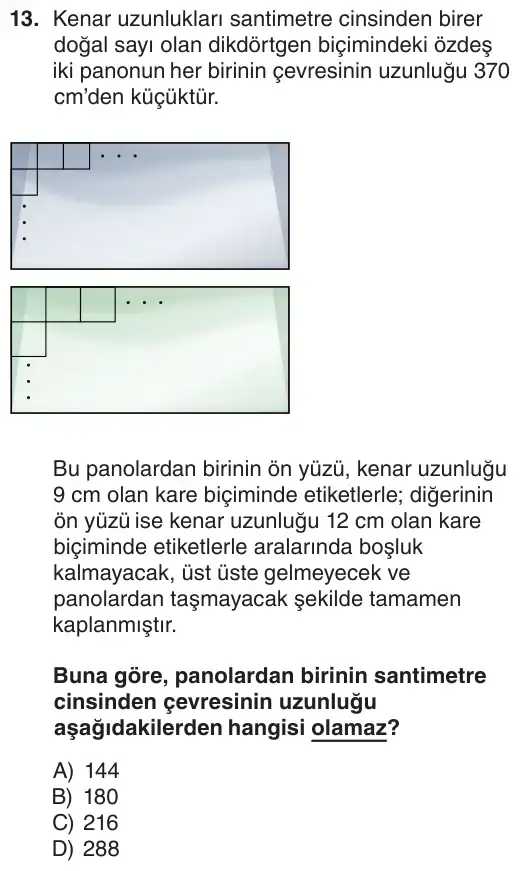 13. Kenar uzunlukları santimetre cinsinden birer
doğal sayı olan dikdörtgen biçimindeki özdeş
iki panonun her birinin çevresinin uzunluğu 370
cm'den küçüktür.
Bu panolardan birinin ön yüzü, kenar uzunluğu
9 cm olan kare biçiminde etiketlerle; diğerinin
ön yüzü ise kenar uzunluğu 12 cm olan kare
biçiminde etiketlerle aralarında boşluk
kalmayacak, üst üste gelmeyecek ve
panolardan taşmayacak şekilde tamamen
kaplanmıştır.
Buna göre, panolardan birinin santimetre
cinsinden çevresinin uzunluğu
aşağıdakilerden hangisi olamaz?
A) 144
B) 180
C) 216
D) 288